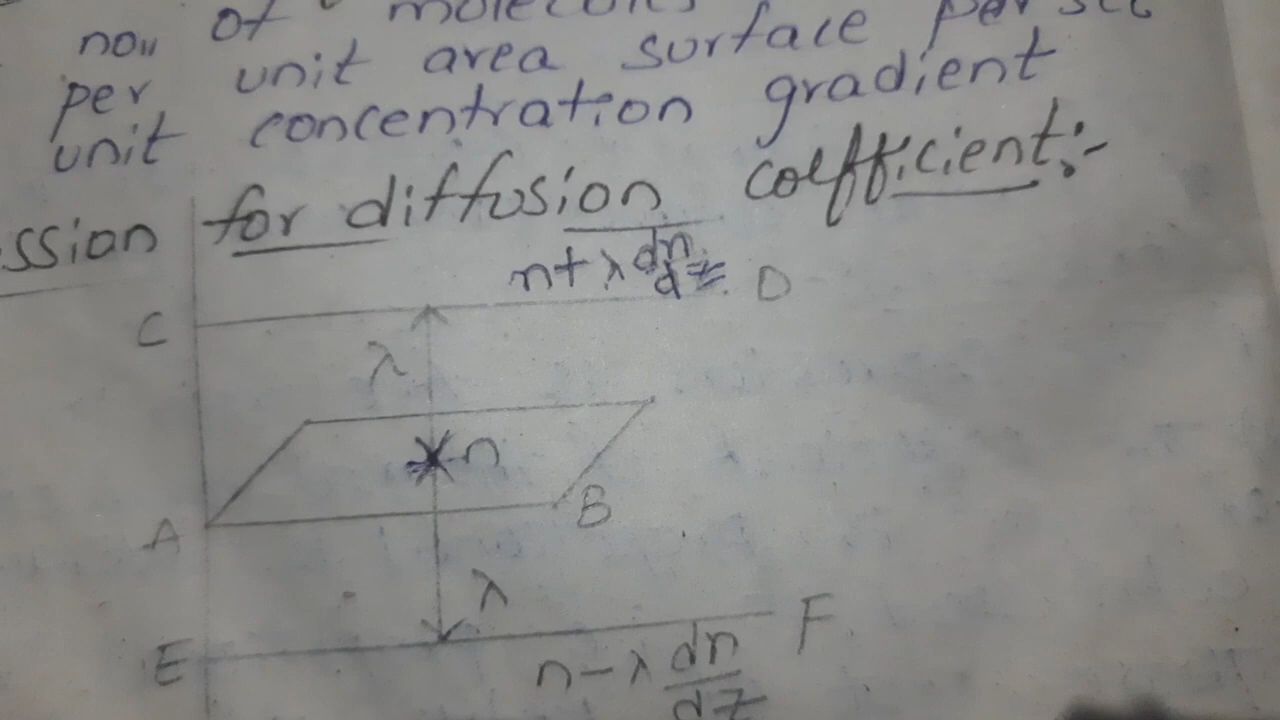 no,, of molecules
per unit area surface per sec
unit concentration gradient
ssion for diffusion coefficient:-
n+λ dn/dz
C D
λ
n
A B
λ
E F
n-λ dn/dz